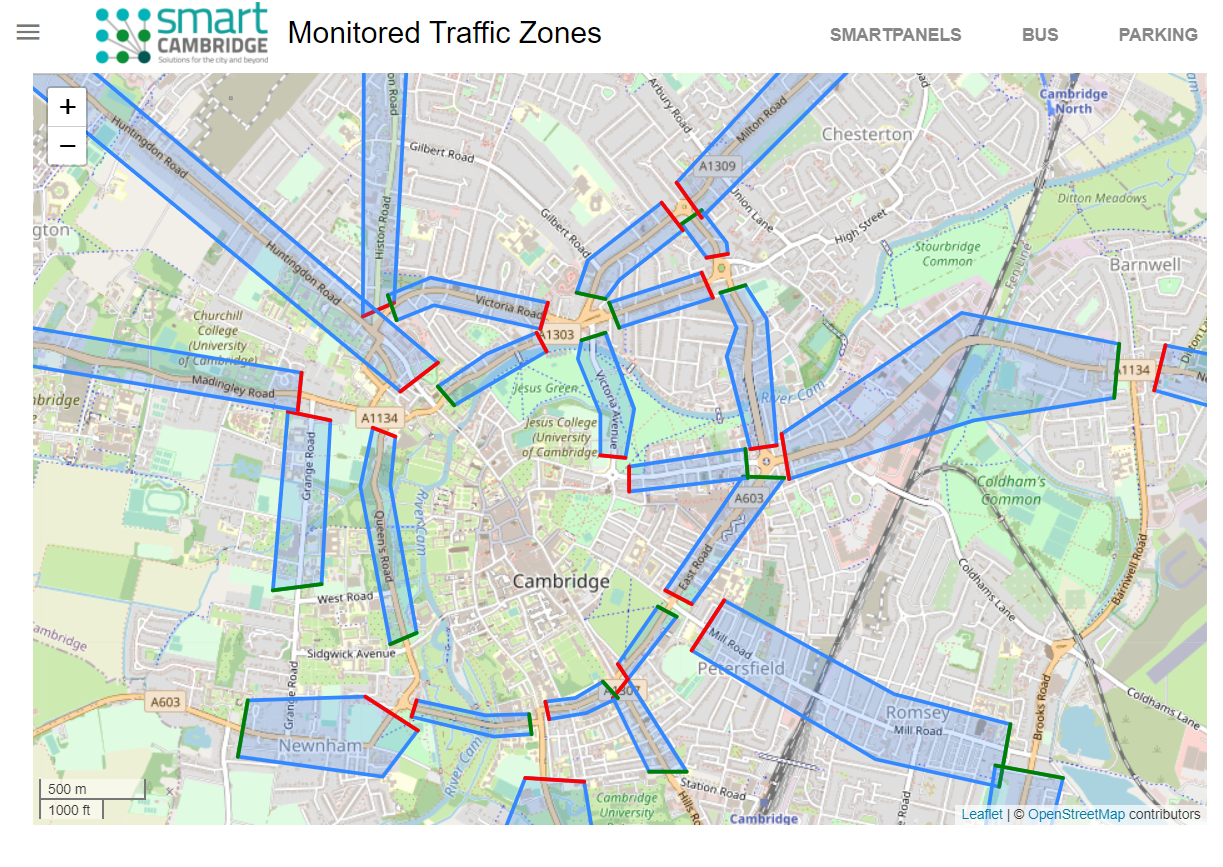 smart
CAMBRIDGE
Solutions for the city and beyond
Monitored Traffic Zones
SMARTPANELS
BUS
PARKING
+
−
Huntingdon Road
Histon Road
Gilbert Road
Arbury Road
Milton Road
A1309
Chesterton
Cambridge
North
Union Lane
High Street
Ditton Meadows
Gilbert Road
Stourbridge
Common
Fen Line
Barnwell
Huntingdon Road
Victoria Road
A1303
Churchill
College
(University
of Cambridge)
Madingley Road
A1134
Jesus Green
Victoria Avenue
Jesus College
(University
of Cambridge)
River Cam
A1134
Grange Road
Queen's Road
River Cam
A603
Coldham's
Common
East Road
Cambridge
West Road
Sidgwick Avenue
Coldhams Lane
Barnwell Road
Mill Road
Petersfield
A603
Grange Road
Newnham
River Cam
A1307
Romsey
Mill Road
Brooks Road
Coldhams Lane
Station Road
Hills Road
Cambridge
University
Cambridge
500 m
1000 ft
Leaflet | © OpenStreetMap contributors